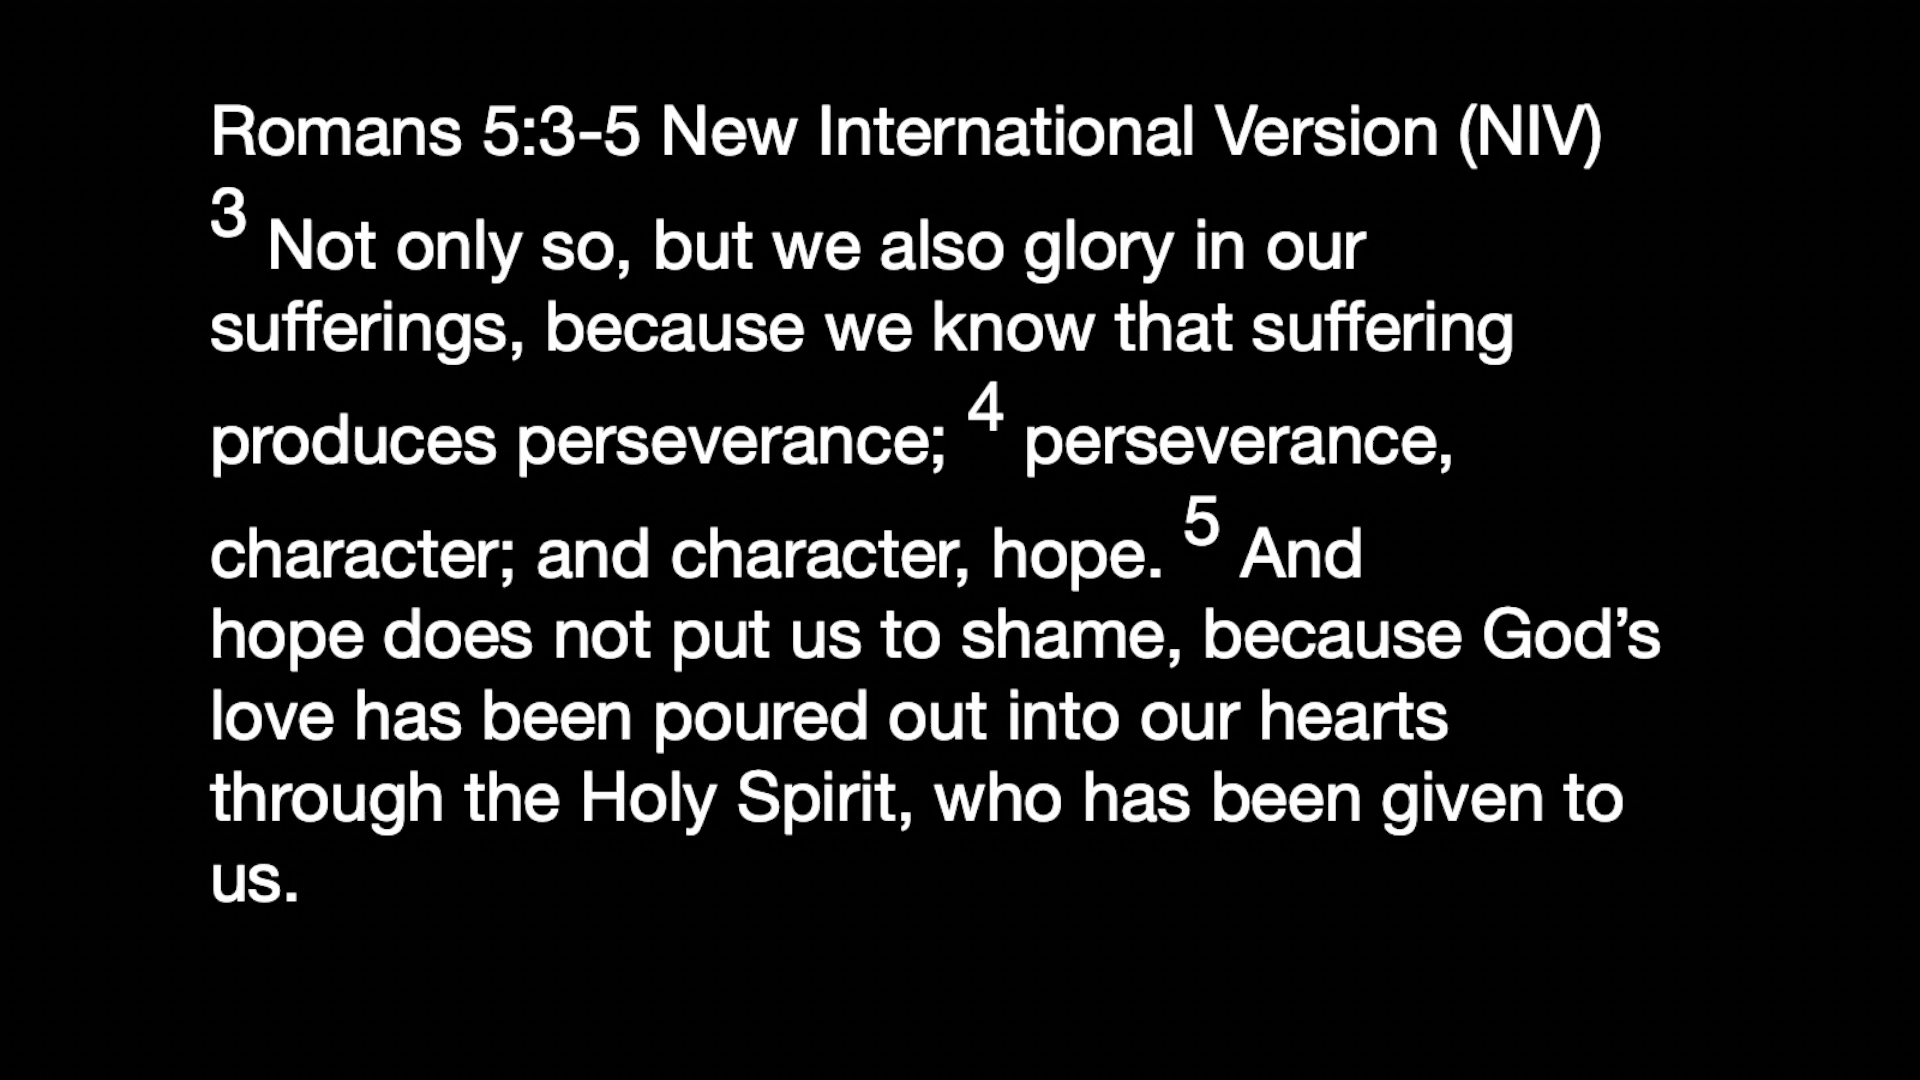 Romans 5:3-5 New International Version (NIV)
3 Not only so, but we also glory in our
sufferings, because we know that suffering
produces perseverance; 4 perseverance,
character; and character, hope. 5 And
hope does not put us to shame, because God’s
love has been poured out into our hearts
through the Holy Spirit, who has been given to
us.